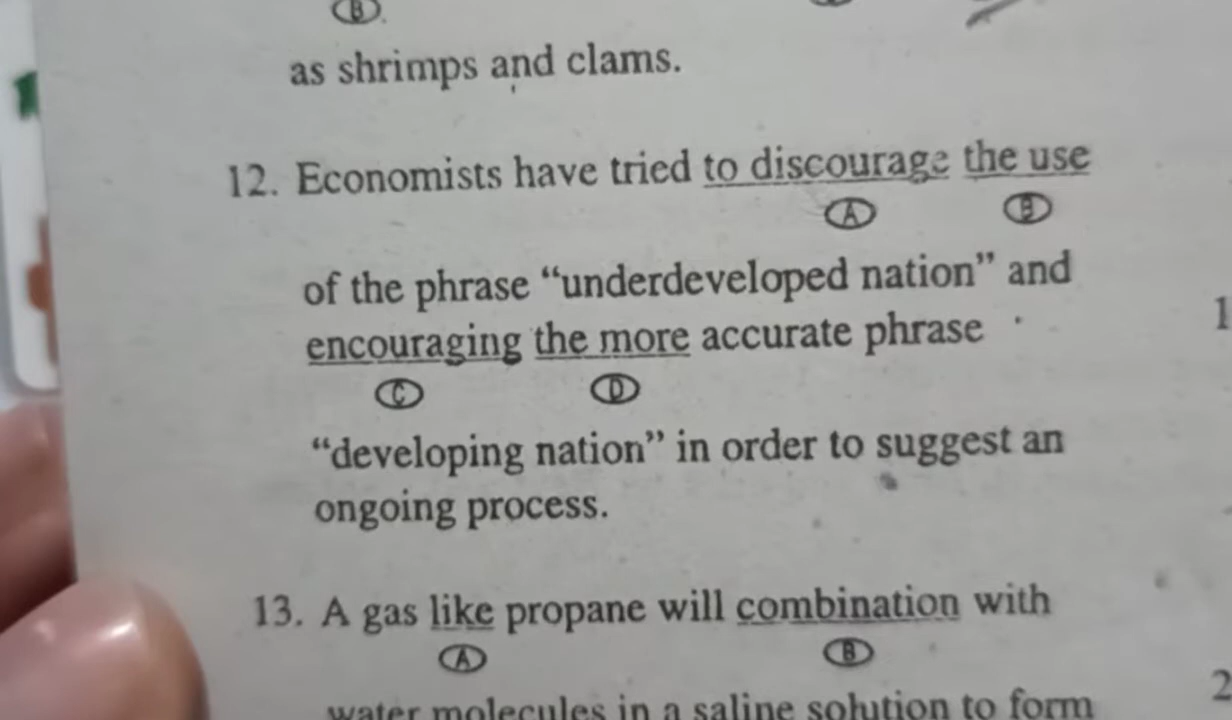 B
as shrimps and clams.
12. Economists have tried to discourage the use
A B
of the phrase “underdeveloped nation” and
encouraging the more accurate phrase
C D
“developing nation” in order to suggest an
ongoing process.
13. A gas like propane will combination with
A B
water molecules in a saline solution to form
1
2